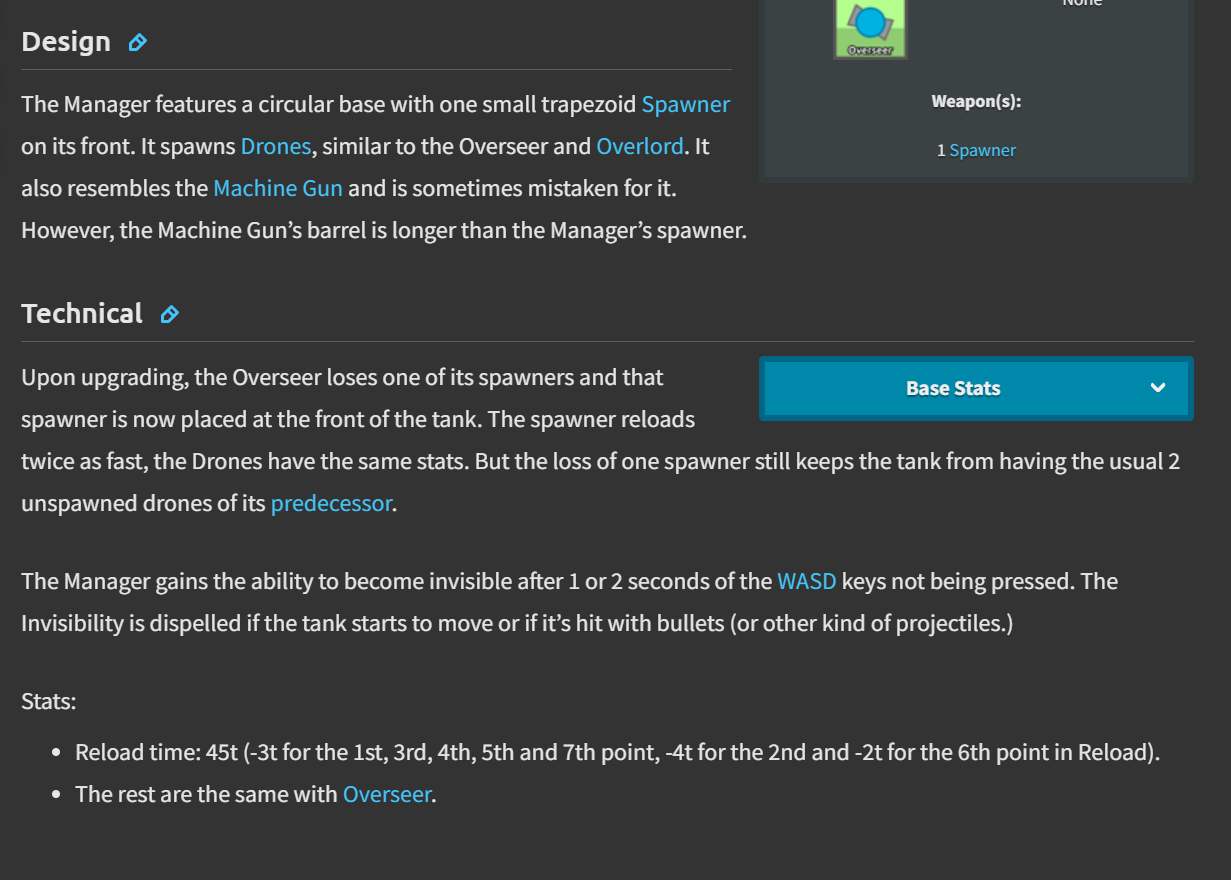 None
Overseer
Design
Weapon(s):
1 Spawner
The Manager features a circular base with one small trapezoid Spawner
on its front. It spawns Drones, similar to the Overseer and Overlord. It
also resembles the Machine Gun and is sometimes mistaken for it.
However, the Machine Gun’s barrel is longer than the Manager’s spawner.
Technical
Base Stats
Upon upgrading, the Overseer loses one of its spawners and that
spawner is now placed at the front of the tank. The spawner reloads
twice as fast, the Drones have the same stats. But the loss of one spawner still keeps the tank from having the usual 2
unspawned drones of its predecessor.
The Manager gains the ability to become invisible after 1 or 2 seconds of the WASD keys not being pressed. The
Invisibility is dispelled if the tank starts to move or if it’s hit with bullets (or other kind of projectiles.)
Stats:
• Reload time: 45t (-3t for the 1st, 3rd, 4th, 5th and 7th point, -4t for the 2nd and -2t for the 6th point in Reload).
• The rest are the same with Overseer.